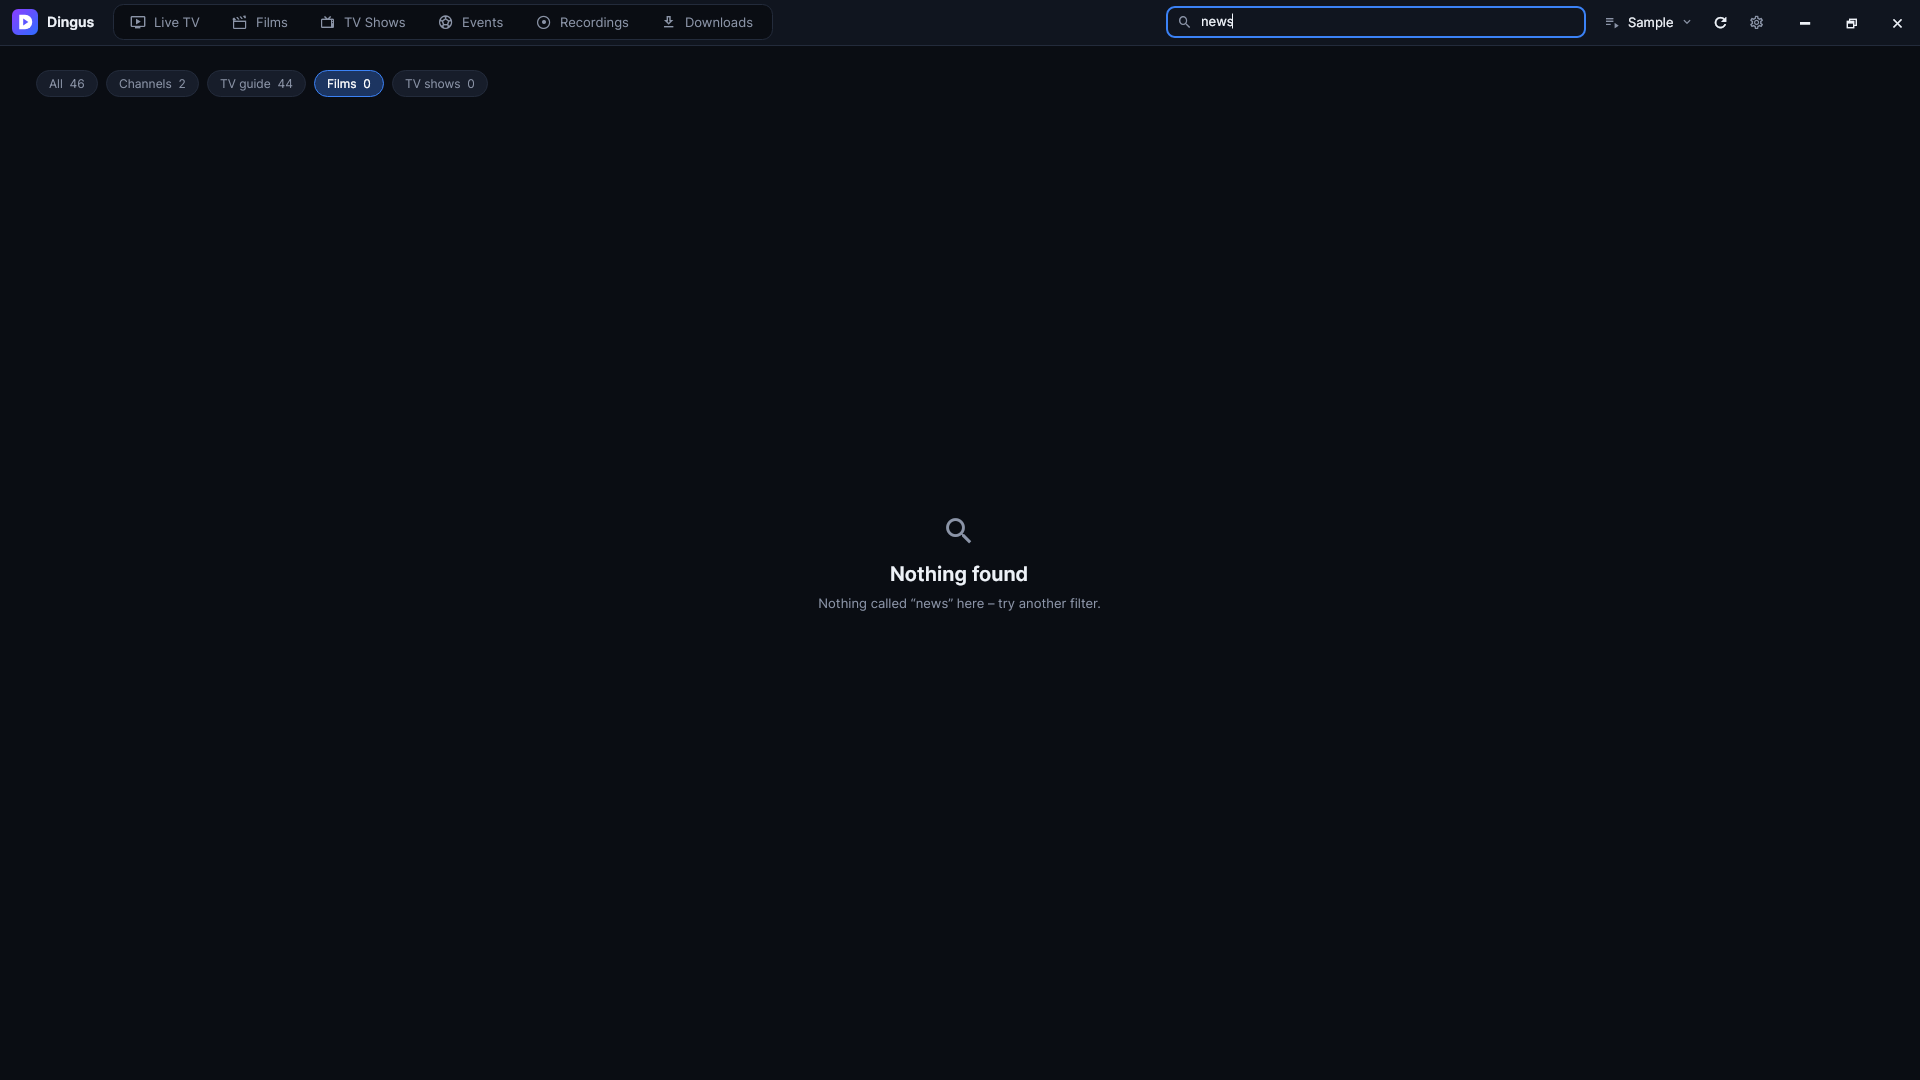 Dingus
Live TV
Films
TV Shows
Events
Recordings
Downloads
news
Sample
All 46
Channels 2
TV guide 44
Films 0
TV shows 0
Nothing found
Nothing called “news” here – try another filter.